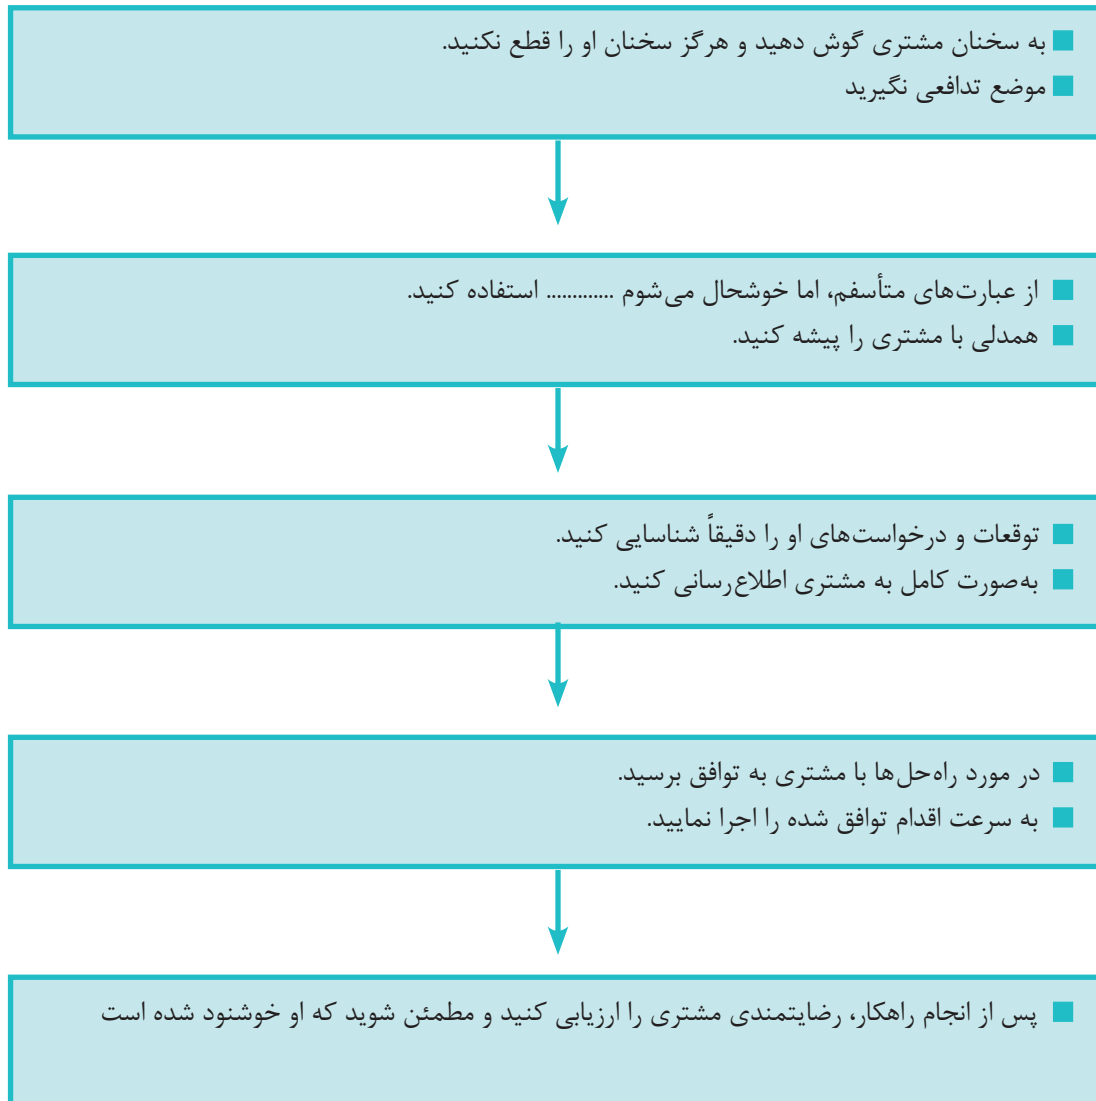 به سخنان مشتری گوش دهید و هرگز سخنان او را قطع نکنید.
موضع تدافعی نگیرید
از عبارت‌های متأسفم، اما خوشحال می‌شوم ............. استفاده کنید.
همدلی با مشتری را پیشه کنید.
توقعات و درخواست‌های او را دقیقاً شناسایی کنید.
به‌صورت کامل به مشتری اطلاع‌رسانی کنید.
در مورد راه‌حل‌ها با مشتری به توافق برسید.
به سرعت اقدام توافق شده را اجرا نمایید.
پس از انجام راهکار، رضایتمندی مشتری را ارزیابی کنید و مطمئن شوید که او خوشنود شده است